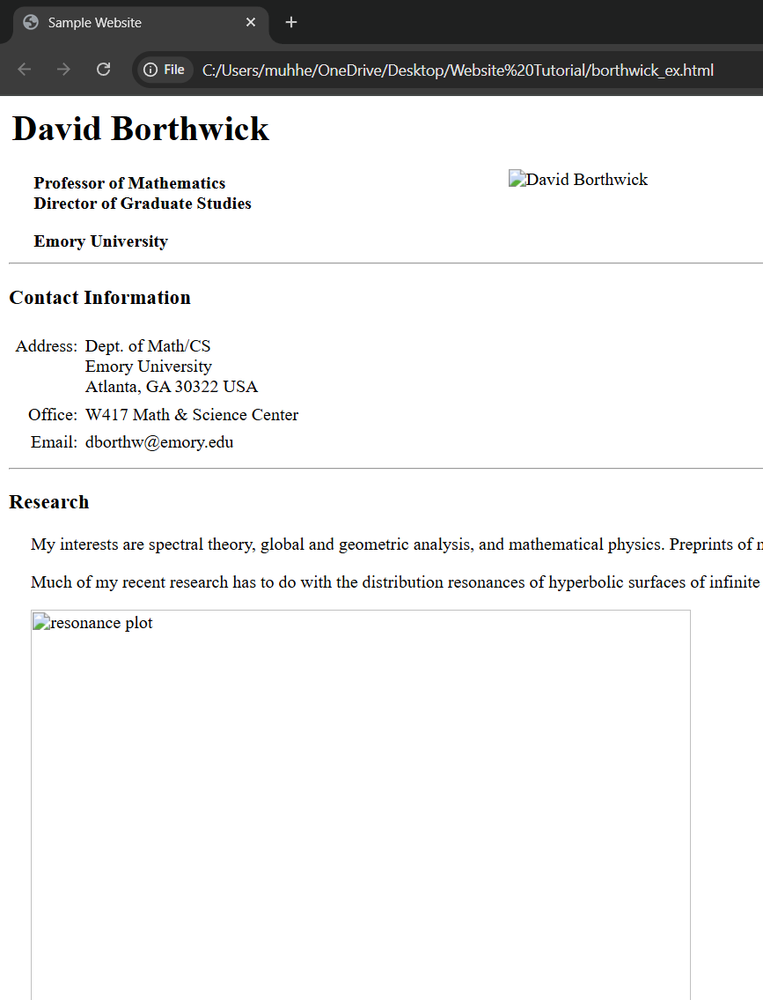 Sample Website
File
C:/Users/muhhe/OneDrive/Desktop/Website%20Tutorial/borthwick_ex.html
David Borthwick
Professor of Mathematics
Director of Graduate Studies
Emory University
David Borthwick
Contact Information
Address: Dept. of Math/CS
Emory University
Atlanta, GA 30322 USA
Office: W417 Math & Science Center
Email: dborthw@emory.edu
Research
My interests are spectral theory, global and geometric analysis, and mathematical physics. Preprints of
Much of my recent research has to do with the distribution resonances of hyperbolic surfaces of infinite
resonance plot